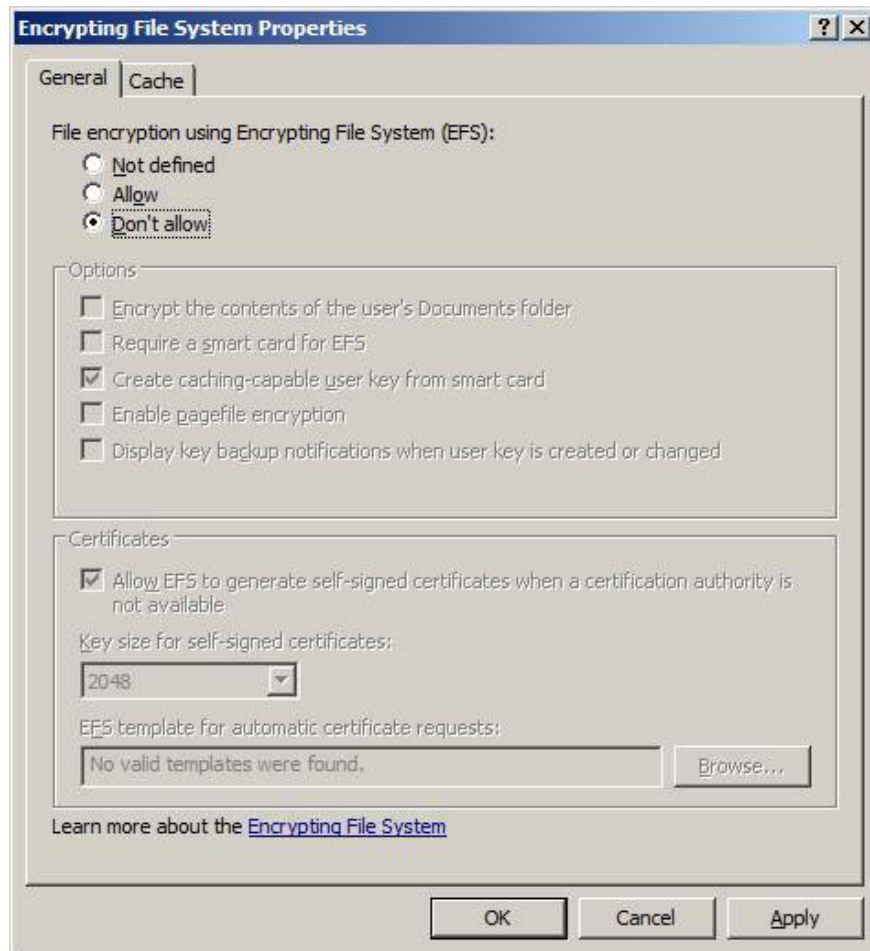 Encrypting File System Properties
General
Cache
File encryption using Encrypting File System (EFS):
Not defined
Allow
Don't allow
Options
Encrypt the contents of the user's Documents folder
Require a smart card for EFS
Create caching-capable user key from smart card
Enable pagefile encryption
Display key backup notifications when user key is created or changed
Certificates
Allow EFS to generate self-signed certificates when a certification authority is
not available
Key size for self-signed certificates:
2048
EFS template for automatic certificate requests:
No valid templates were found.
Browse...
Learn more about the Encrypting File System
OK
Cancel
Apply